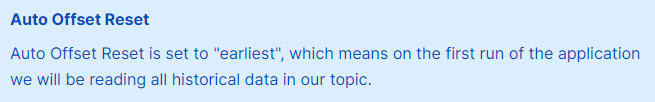 Auto Offset Reset
Auto Offset Reset is set to "earliest", which means on the first run of the application
we will be reading all historical data in our topic.